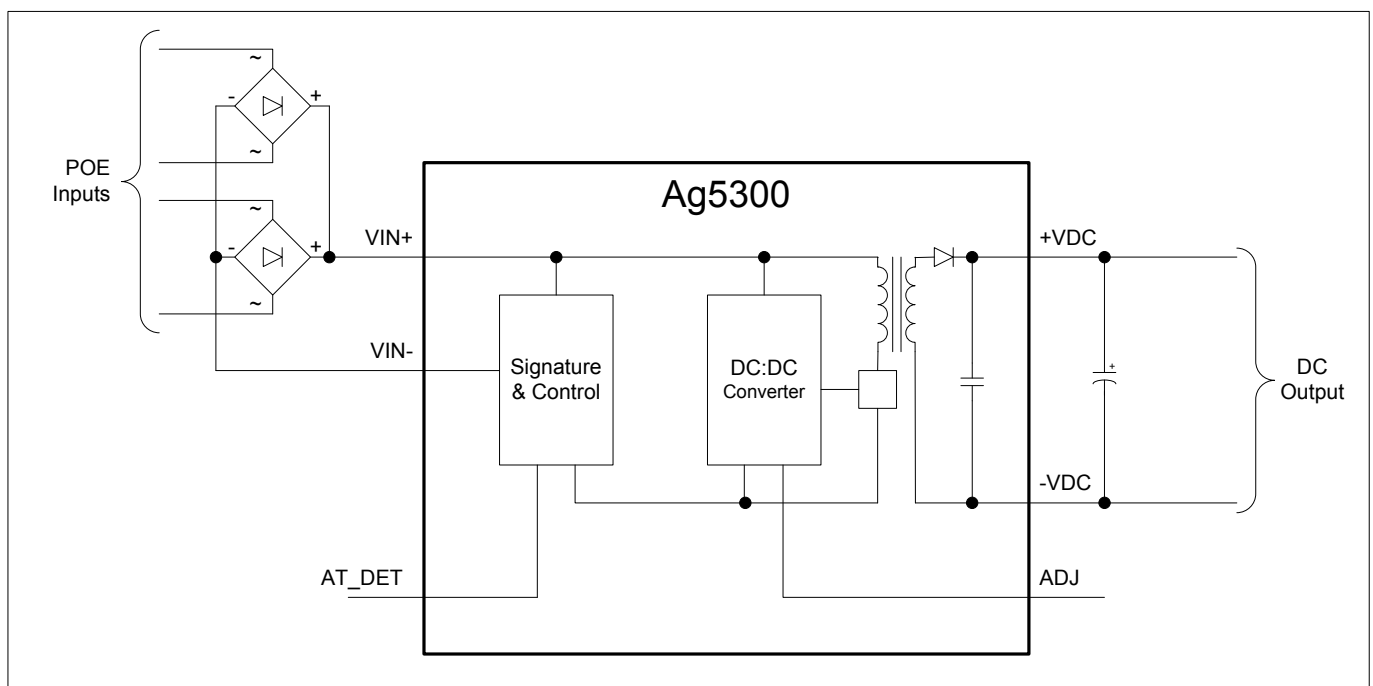 ~
- +
~
POE
Inputs
~
- +
~
Ag5300
VIN+
+VDC
VIN-
Signature
& Control
DC:DC
Converter
+
DC
Output
-VDC
AT_DET
ADJ